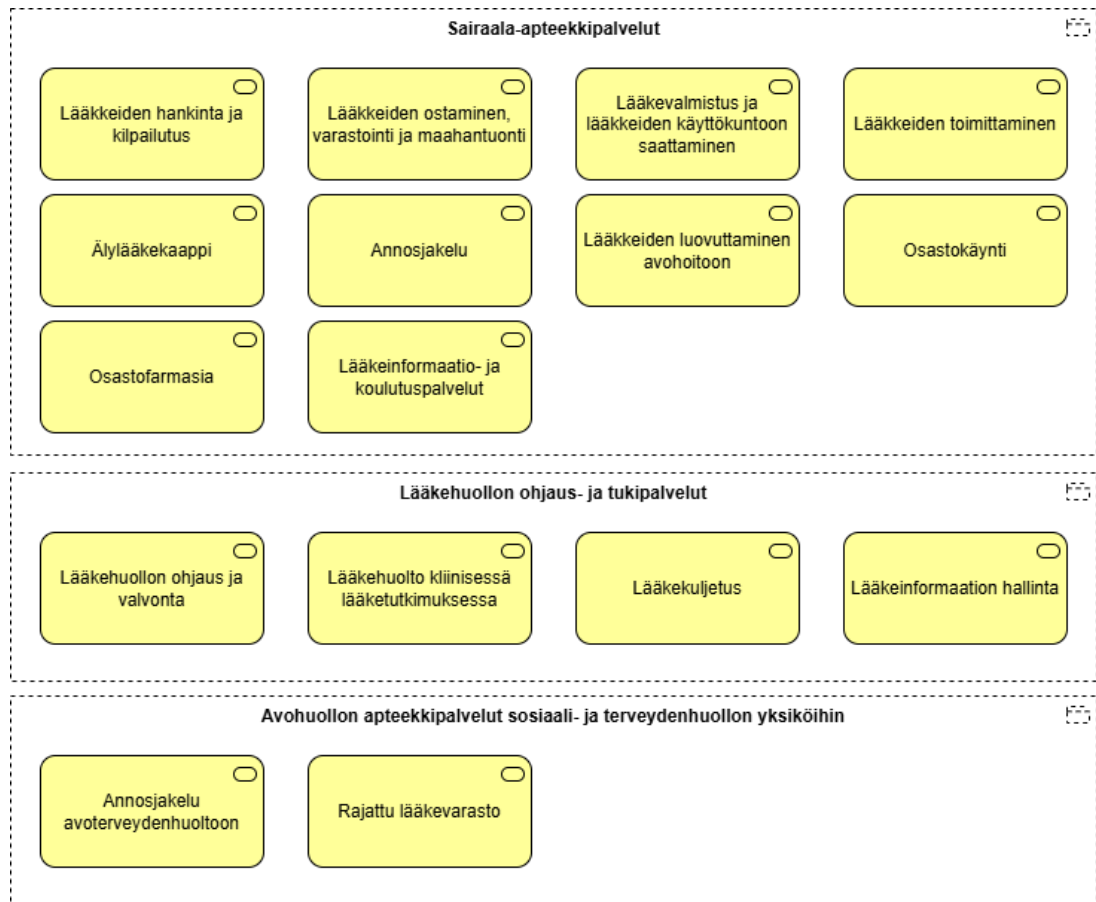 Sairaala-apteekkipalvelut
Lääkkeiden hankinta ja
kilpailutus
Lääkkeiden ostaminen,
varastointi ja maahantuonti
Lääkevalmistus ja
lääkkeiden käyttökuntoon
saattaminen
Lääkkeiden toimittaminen
Älylääkekaappi
Annosjakelu
Lääkkeiden luovuttaminen
avohoitoon
Osastokäynti
Osastofarmasia
Lääkeinformaatio- ja
koulutuspalvelut
Lääkehuollon ohjaus- ja tukipalvelut
Lääkehuollon ohjaus ja
valvonta
Lääkehuolto kliinisessä
lääketutkimuksessa
Lääkekuljetus
Lääkeinformaation hallinta
Avohuollon apteekkipalvelut sosiaali- ja terveydenhuollon yksiköihin
Annosjakelu
avoterveydenhuoltoon
Rajattu lääkevarasto